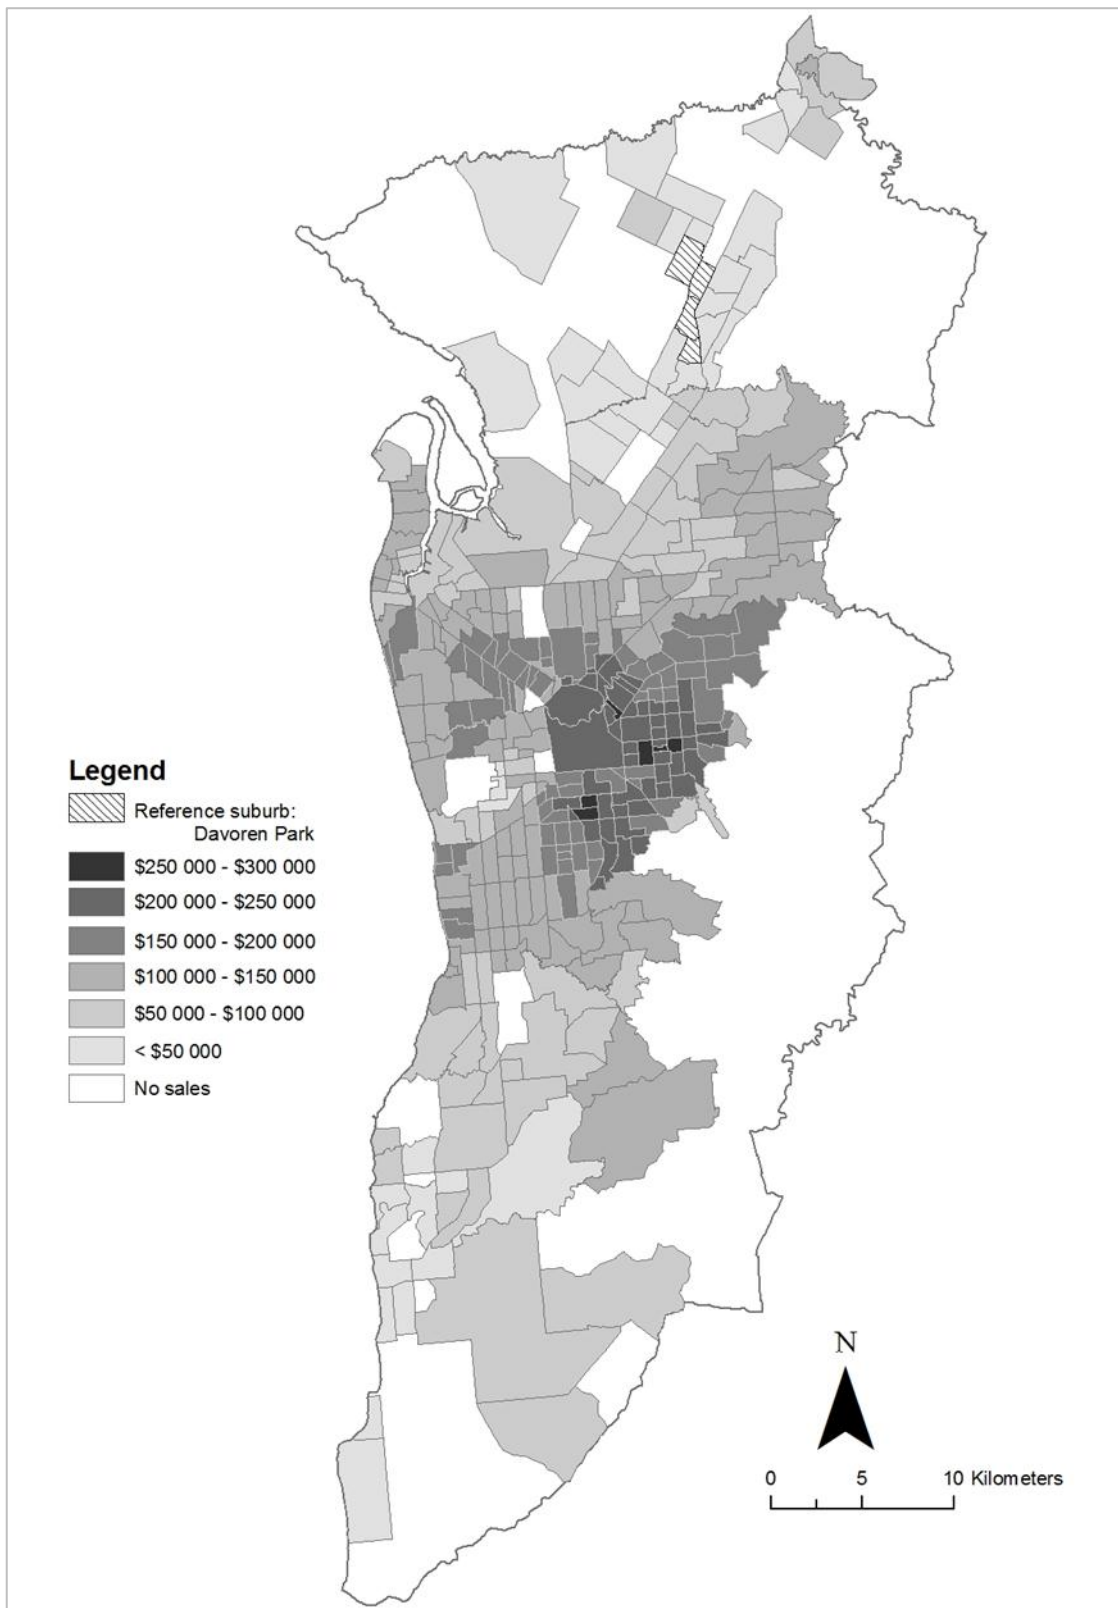 Legend
Reference suburb:
Davoren Park
$250 000 - $300 000
$200 000 - $250 000
$150 000 - $200 000
$100 000 - $150 000
$50 000 - $100 000
< $50 000
No sales
N
0 5 10 Kilometers